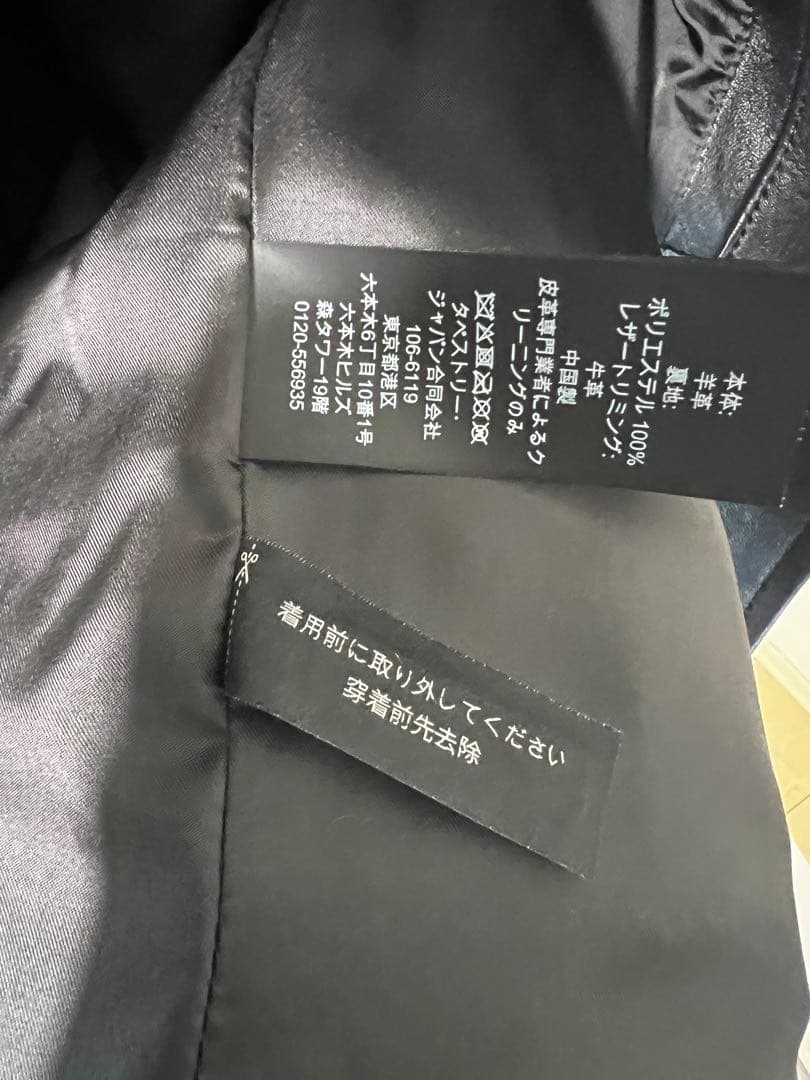 本体:
羊革
裏地:
ポリエステル 100%
レザートリミング:
牛革
中国製
皮革専門業者によるク
リーニングのみ
タペストリー・
ジャパン合同会社
106-6119
東京都港区
六本木6丁目10番1号
六本木ヒルズ
森タワー19階
0120-556935
着用前に取り外してください
穿着前先去除